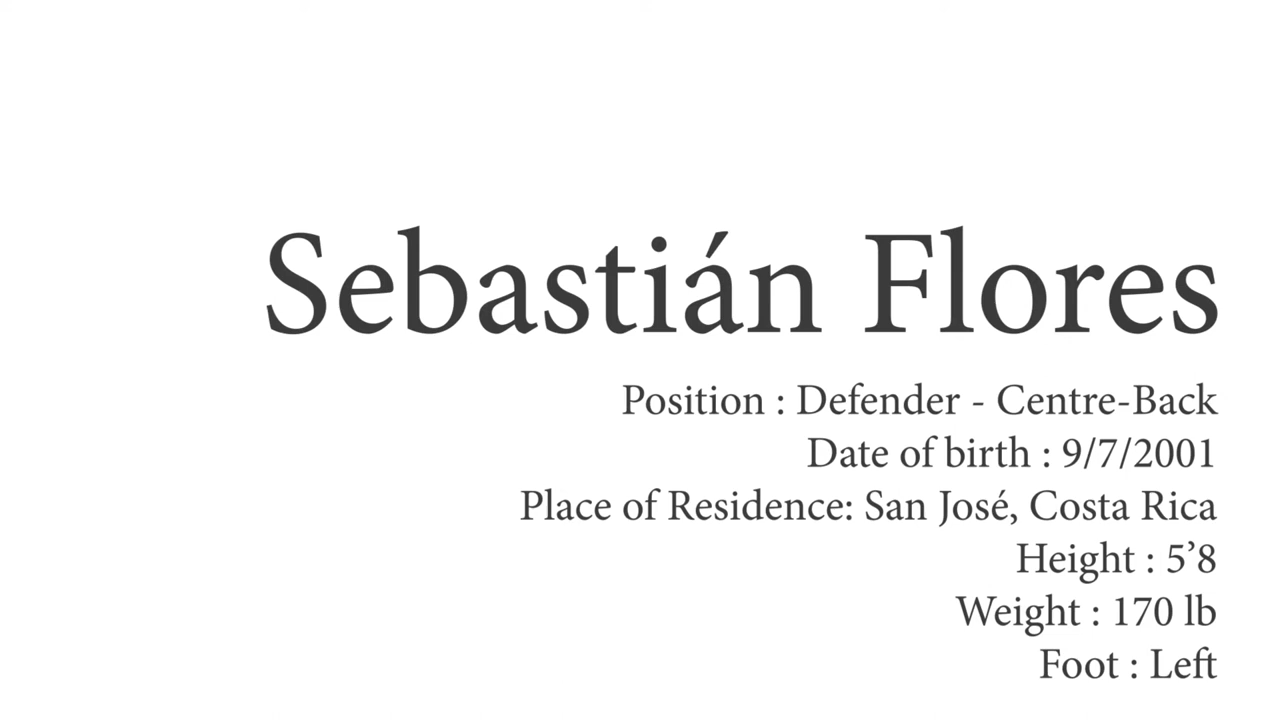 Sebastián Flores
Position : Defender - Centre-Back
Date of birth : 9/7/2001
Place of Residence: San José, Costa Rica
Height : 5’8
Weight : 170 lb
Foot : Left